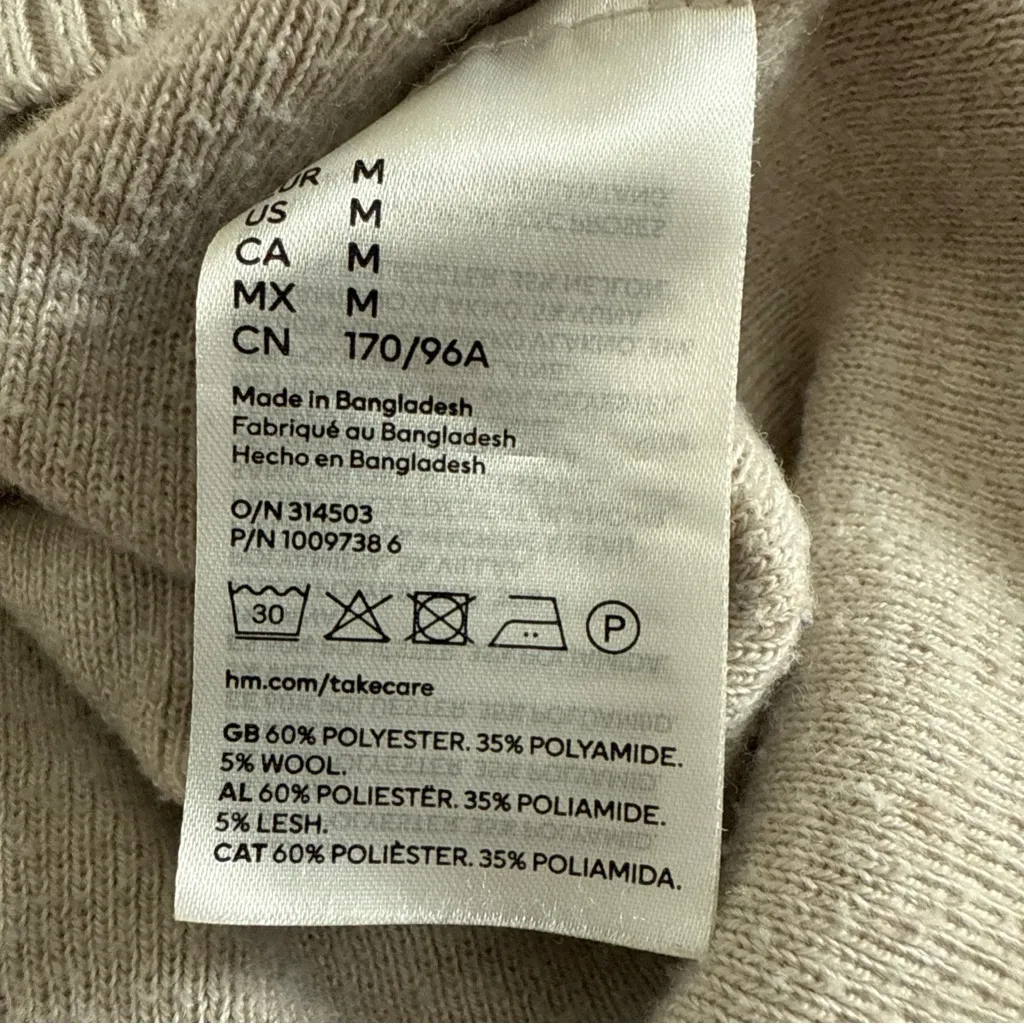 UR M
US M
CA M
MX M
CN 170/96A
Made in Bangladesh
Fabriqué au Bangladesh
Hecho en Bangladesh
O/N 314503
P/N 1009738 6
30 P
hm.com/takecare
GB 60% POLYESTER. 35% POLYAMIDE.
5% WOOL.
AL 60% POLIESTËR. 35% POLIAMIDE.
5% LESH.
CAT 60% POLIÈSTER. 35% POLIAMIDA.